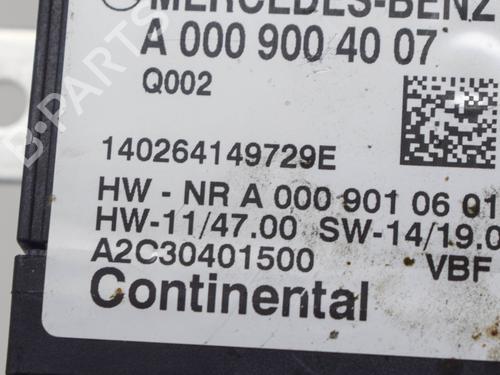 MERCEDES-BENZ
A 000 900 40 07
Q002
140264149729E
HW - NR A 000 901 06 01
HW-11/47.00 SW-14/19.0
A2C30401500 VBF
Continental
B-PARTS